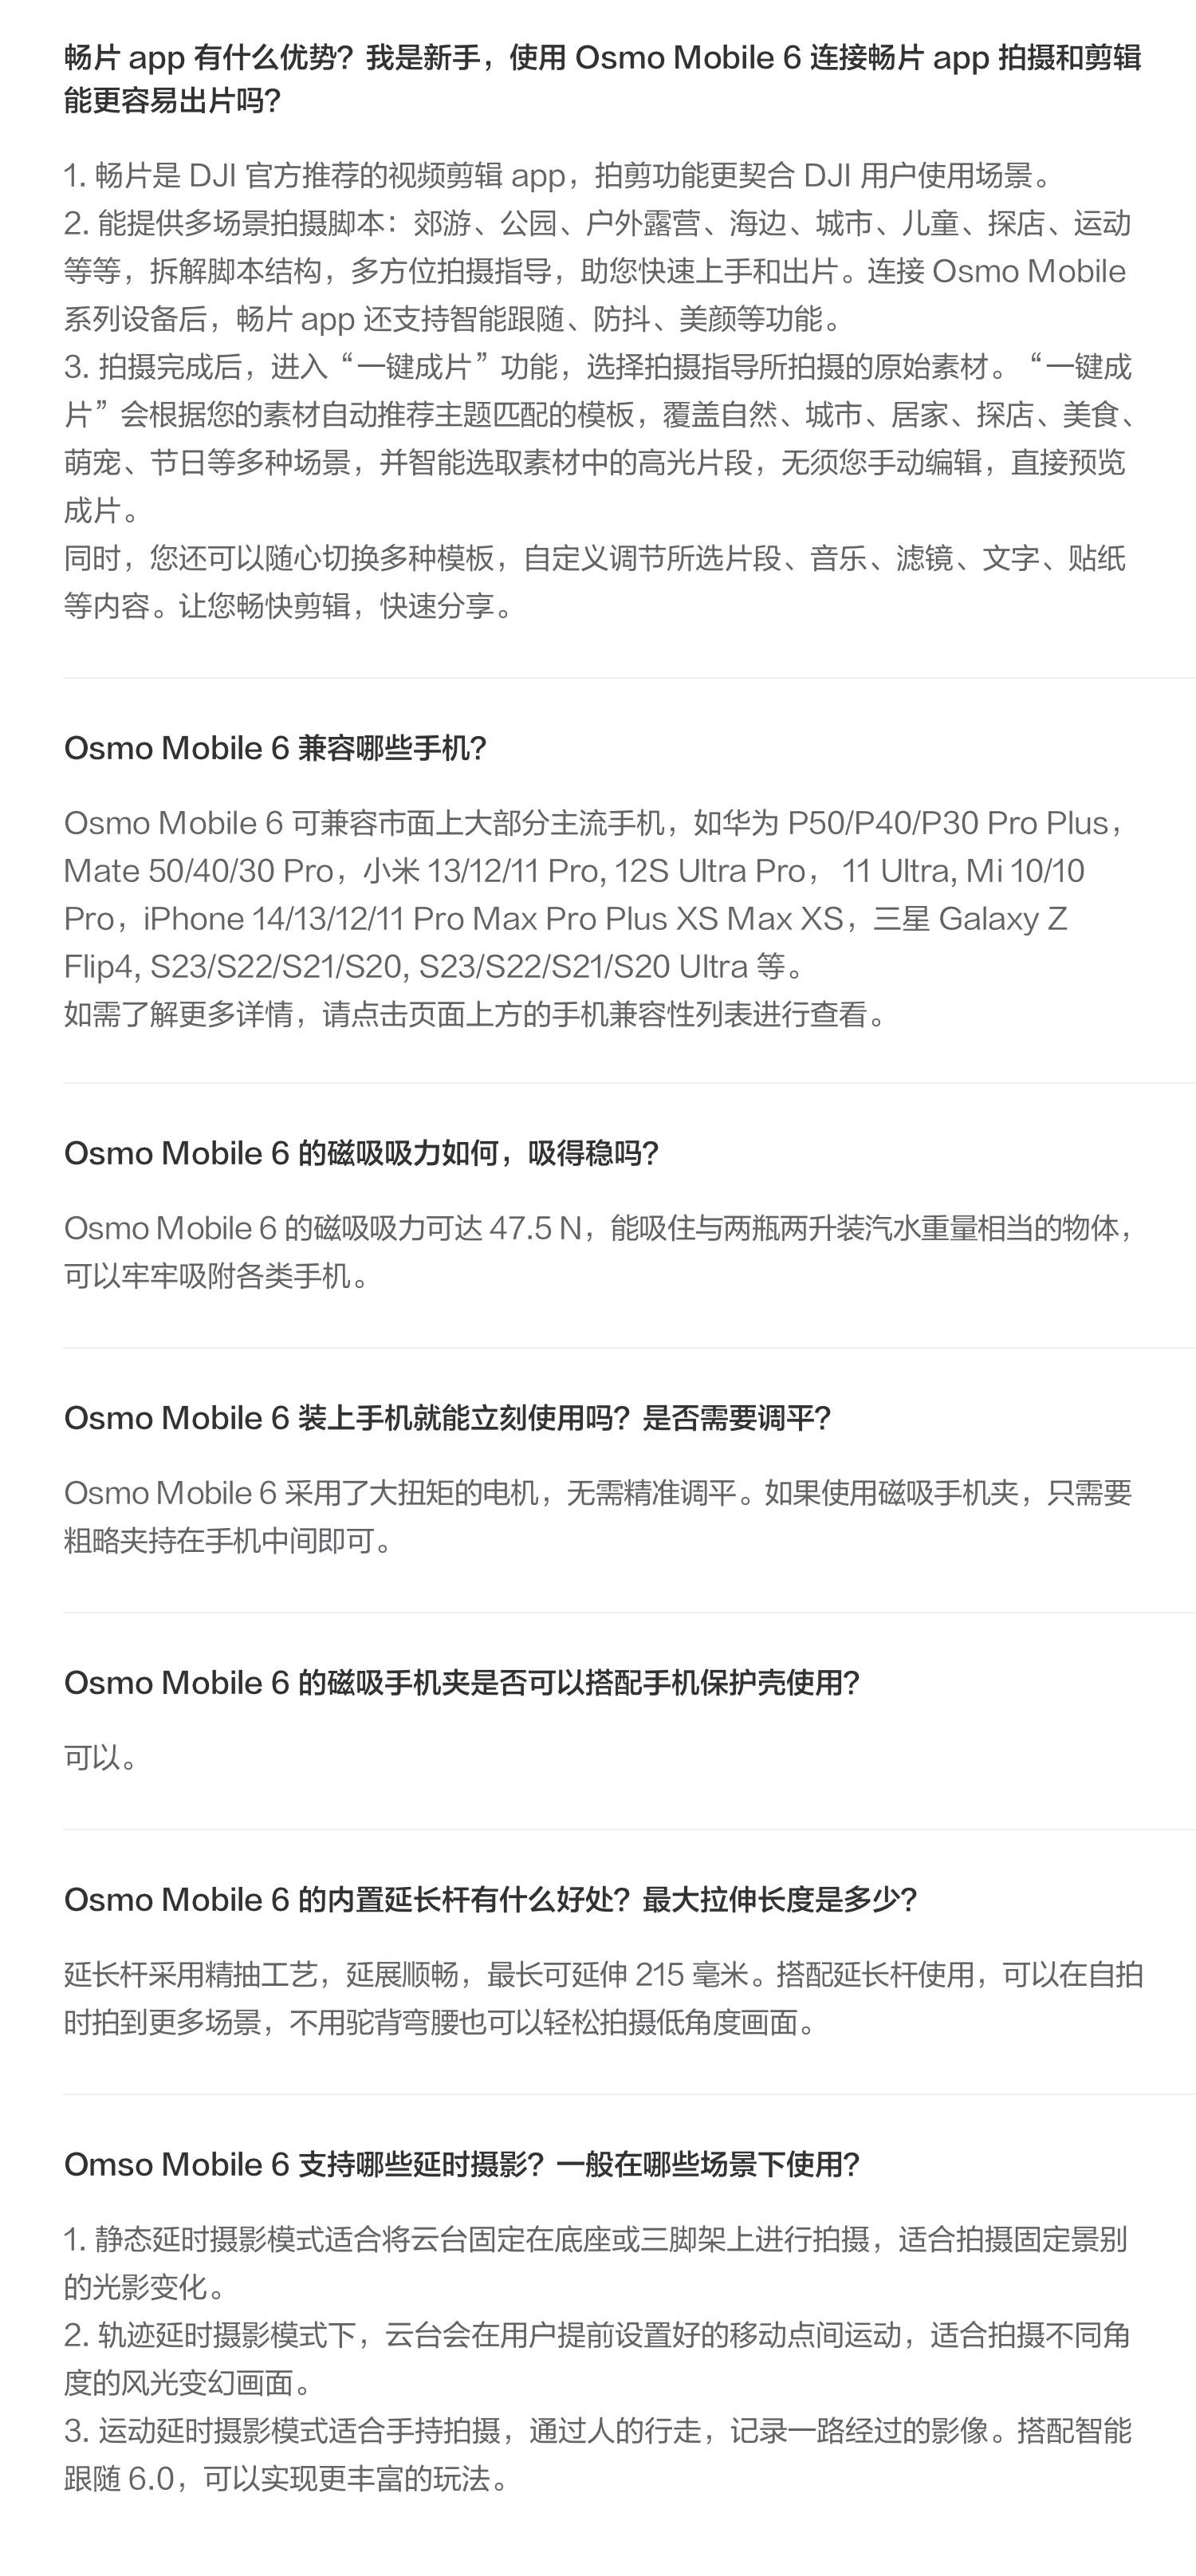 畅片 app 有什么优势？我是新手，使用 Osmo Mobile 6 连接畅片 app 拍摄和剪辑
能更容易出片吗？
1. 畅片是 DJI 官方推荐的视频剪辑 app，拍剪功能更契合 DJI 用户使用场景。
2. 能提供多场景拍摄脚本：郊游、公园、户外露营、海边、城市、儿童、探店、运动
等等，拆解脚本结构，多方位拍摄指导，助您快速上手和出片。连接 Osmo Mobile
系列设备后，畅片 app 还支持智能跟随、防抖、美颜等功能。
3. 拍摄完成后，进入“一键成片”功能，选择拍摄指导所拍摄的原始素材。“一键成
片”会根据您的素材自动推荐主题匹配的模板，覆盖自然、城市、居家、探店、美食、
萌宠、节日等多种场景，并智能选取素材中的高光片段，无须您手动编辑，直接预览
成片。
同时，您还可以随心切换多种模板，自定义调节所选片段、音乐、滤镜、文字、贴纸
等内容。让您畅快剪辑，快速分享。
Osmo Mobile 6 兼容哪些手机？
Osmo Mobile 6 可兼容市面上大部分主流手机，如华为 P50/P40/P30 Pro Plus，
Mate 50/40/30 Pro，小米 13/12/11 Pro, 12S Ultra Pro， 11 Ultra, Mi 10/10
Pro，iPhone 14/13/12/11 Pro Max Pro Plus XS Max XS，三星 Galaxy Z
Flip4, S23/S22/S21/S20, S23/S22/S21/S20 Ultra 等。
如需了解更多详情，请点击页面上方的手机兼容性列表进行查看。
Osmo Mobile 6 的磁吸吸力如何，吸得稳吗？
Osmo Mobile 6 的磁吸吸力可达 47.5 N，能吸住与两瓶两升装汽水重量相当的物体，
可以牢牢吸附各类手机。
Osmo Mobile 6 装上手机就能立刻使用吗？是否需要调平？
Osmo Mobile 6 采用了大扭矩的电机，无需精准调平。如果使用磁吸手机夹，只需要
粗略夹持在手机中间即可。
Osmo Mobile 6 的磁吸手机夹是否可以搭配手机保护壳使用？
可以。
Osmo Mobile 6 的内置延长杆有什么好处？最大拉伸长度是多少？
延长杆采用精抽工艺，延展顺畅，最长可延伸 215 毫米。搭配延长杆使用，可以在自拍
时拍到更多场景，不用驼背弯腰也可以轻松拍摄低角度画面。
Omso Mobile 6 支持哪些延时摄影？一般在哪些场景下使用？
1. 静态延时摄影模式适合将云台固定在底座或三脚架上进行拍摄，适合拍摄固定景别
的光影变化。
2. 轨迹延时摄影模式下，云台会在用户提前设置好的移动点间运动，适合拍摄不同角
度的风光变幻画面。
3. 运动延时摄影模式适合手持拍摄，通过人的行走，记录一路经过的影像。搭配智能
跟随 6.0，可以实现更丰富的玩法。